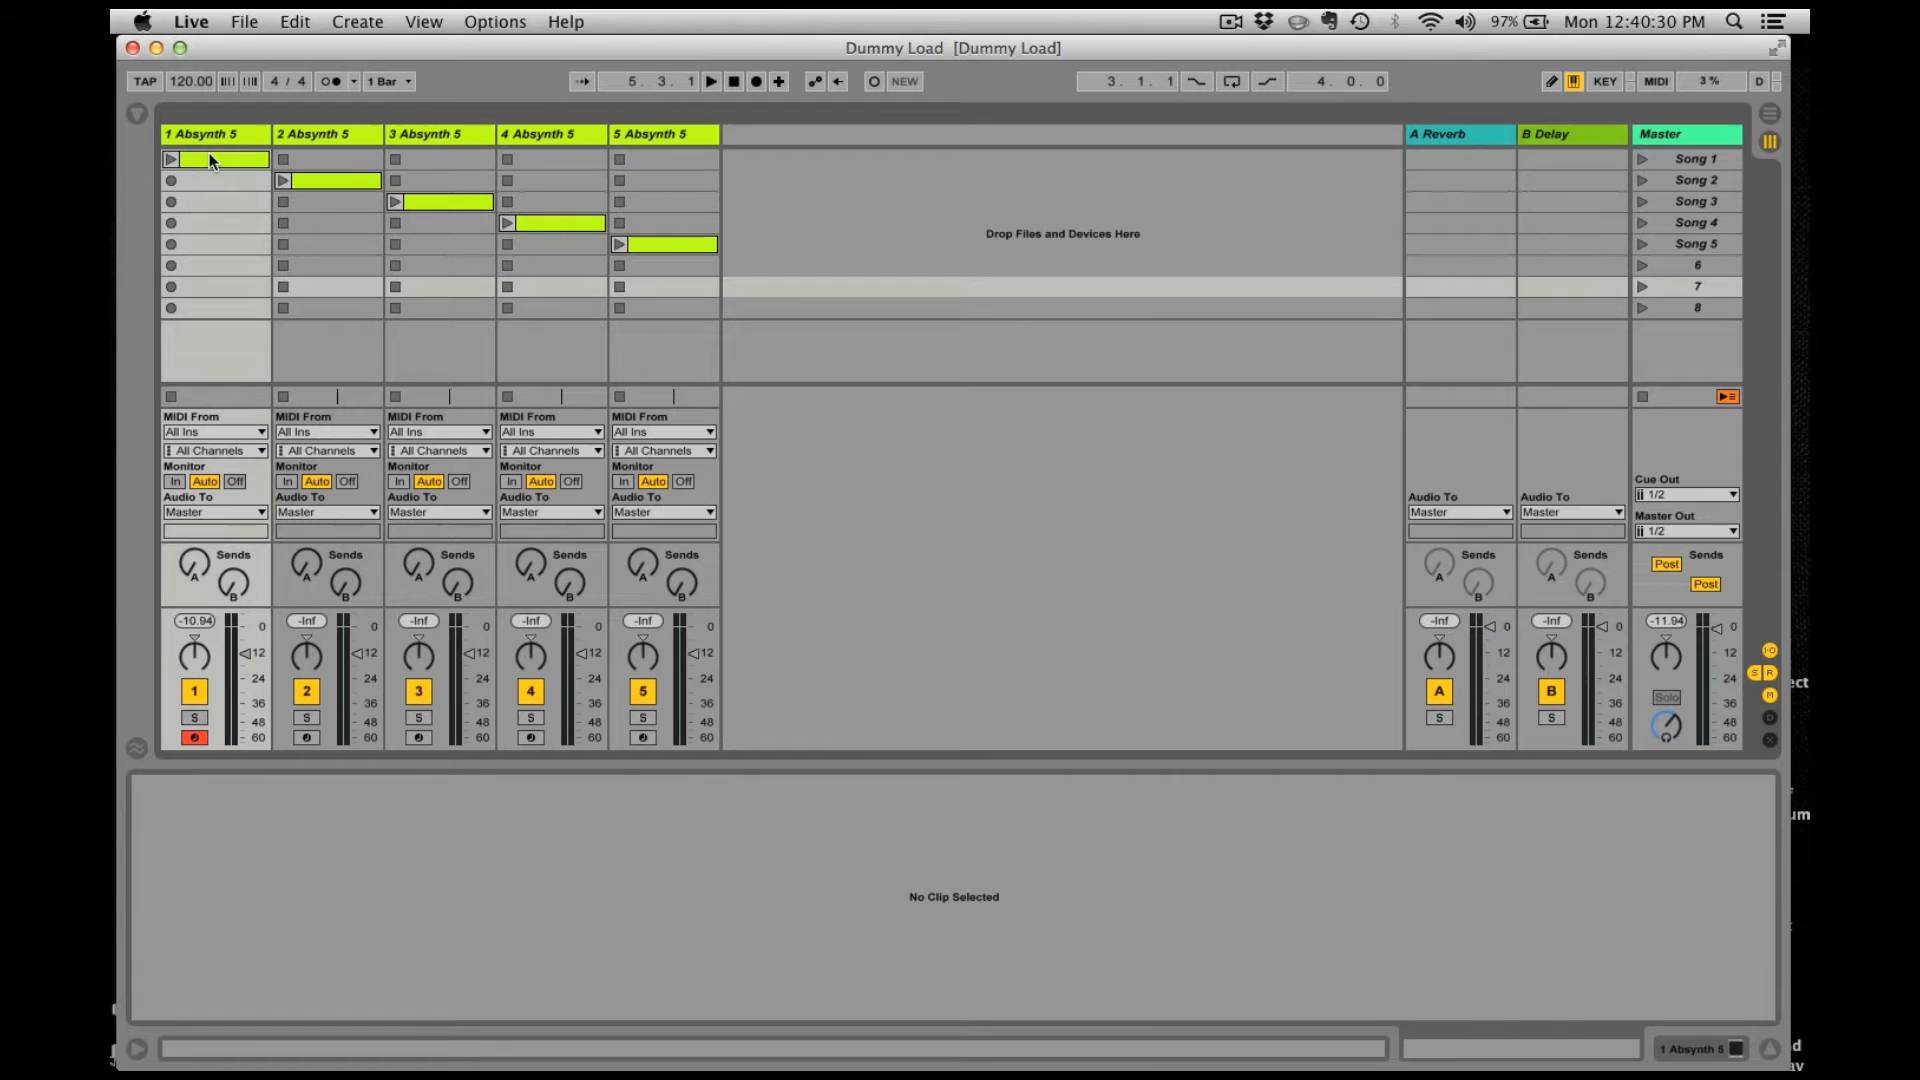 Live File Edit Create View Options Help 97% Mon 12:40:30 PM
Dummy Load [Dummy Load]
TAP 120.00 4 / 4 1 Bar 5. 3. 1 NEW 3. 1. 1 4. 0. 0 KEY MIDI 3 % D
1 Absynth 5 2 Absynth 5 3 Absynth 5 4 Absynth 5 5 Absynth 5 A Reverb B Delay Master
Song 1
Song 2
Song 3
Song 4
Drop Files and Devices Here
Song 5
6
7
8
MIDI From MIDI From MIDI From MIDI From MIDI From
All Ins All Ins All Ins All Ins All Ins
All Channels All Channels All Channels All Channels All Channels
Monitor Monitor Monitor Monitor Monitor
In Auto Off In Auto Off In Auto Off In Auto Off In Auto Off Cue Out
1/2
Audio To Audio To Audio To Audio To Audio To Audio To Audio To
Master Master Master Master Master Master Master Master Out
1/2
Sends Sends Sends Sends Sends Sends Sends Sends
A A A A A A A Post
B B B B B B B Post
-10.94 0 -Inf 0 -Inf 0 -Inf 0 -Inf 0 -Inf 0 -Inf 0 -11.94 0
12 12 12 12 12 12 12 12
I-O
S R
24 24 24 24 24 24 24 24
1 2 3 4 5 A B Solo
M
36 36 36 36 36 36 36 36
S S S S S S S
D
48 48 48 48 48 48 48 48
60 60 60 60 60 60 60 60
X
ect
um
No Clip Selected
1 Absynth 5
d
av